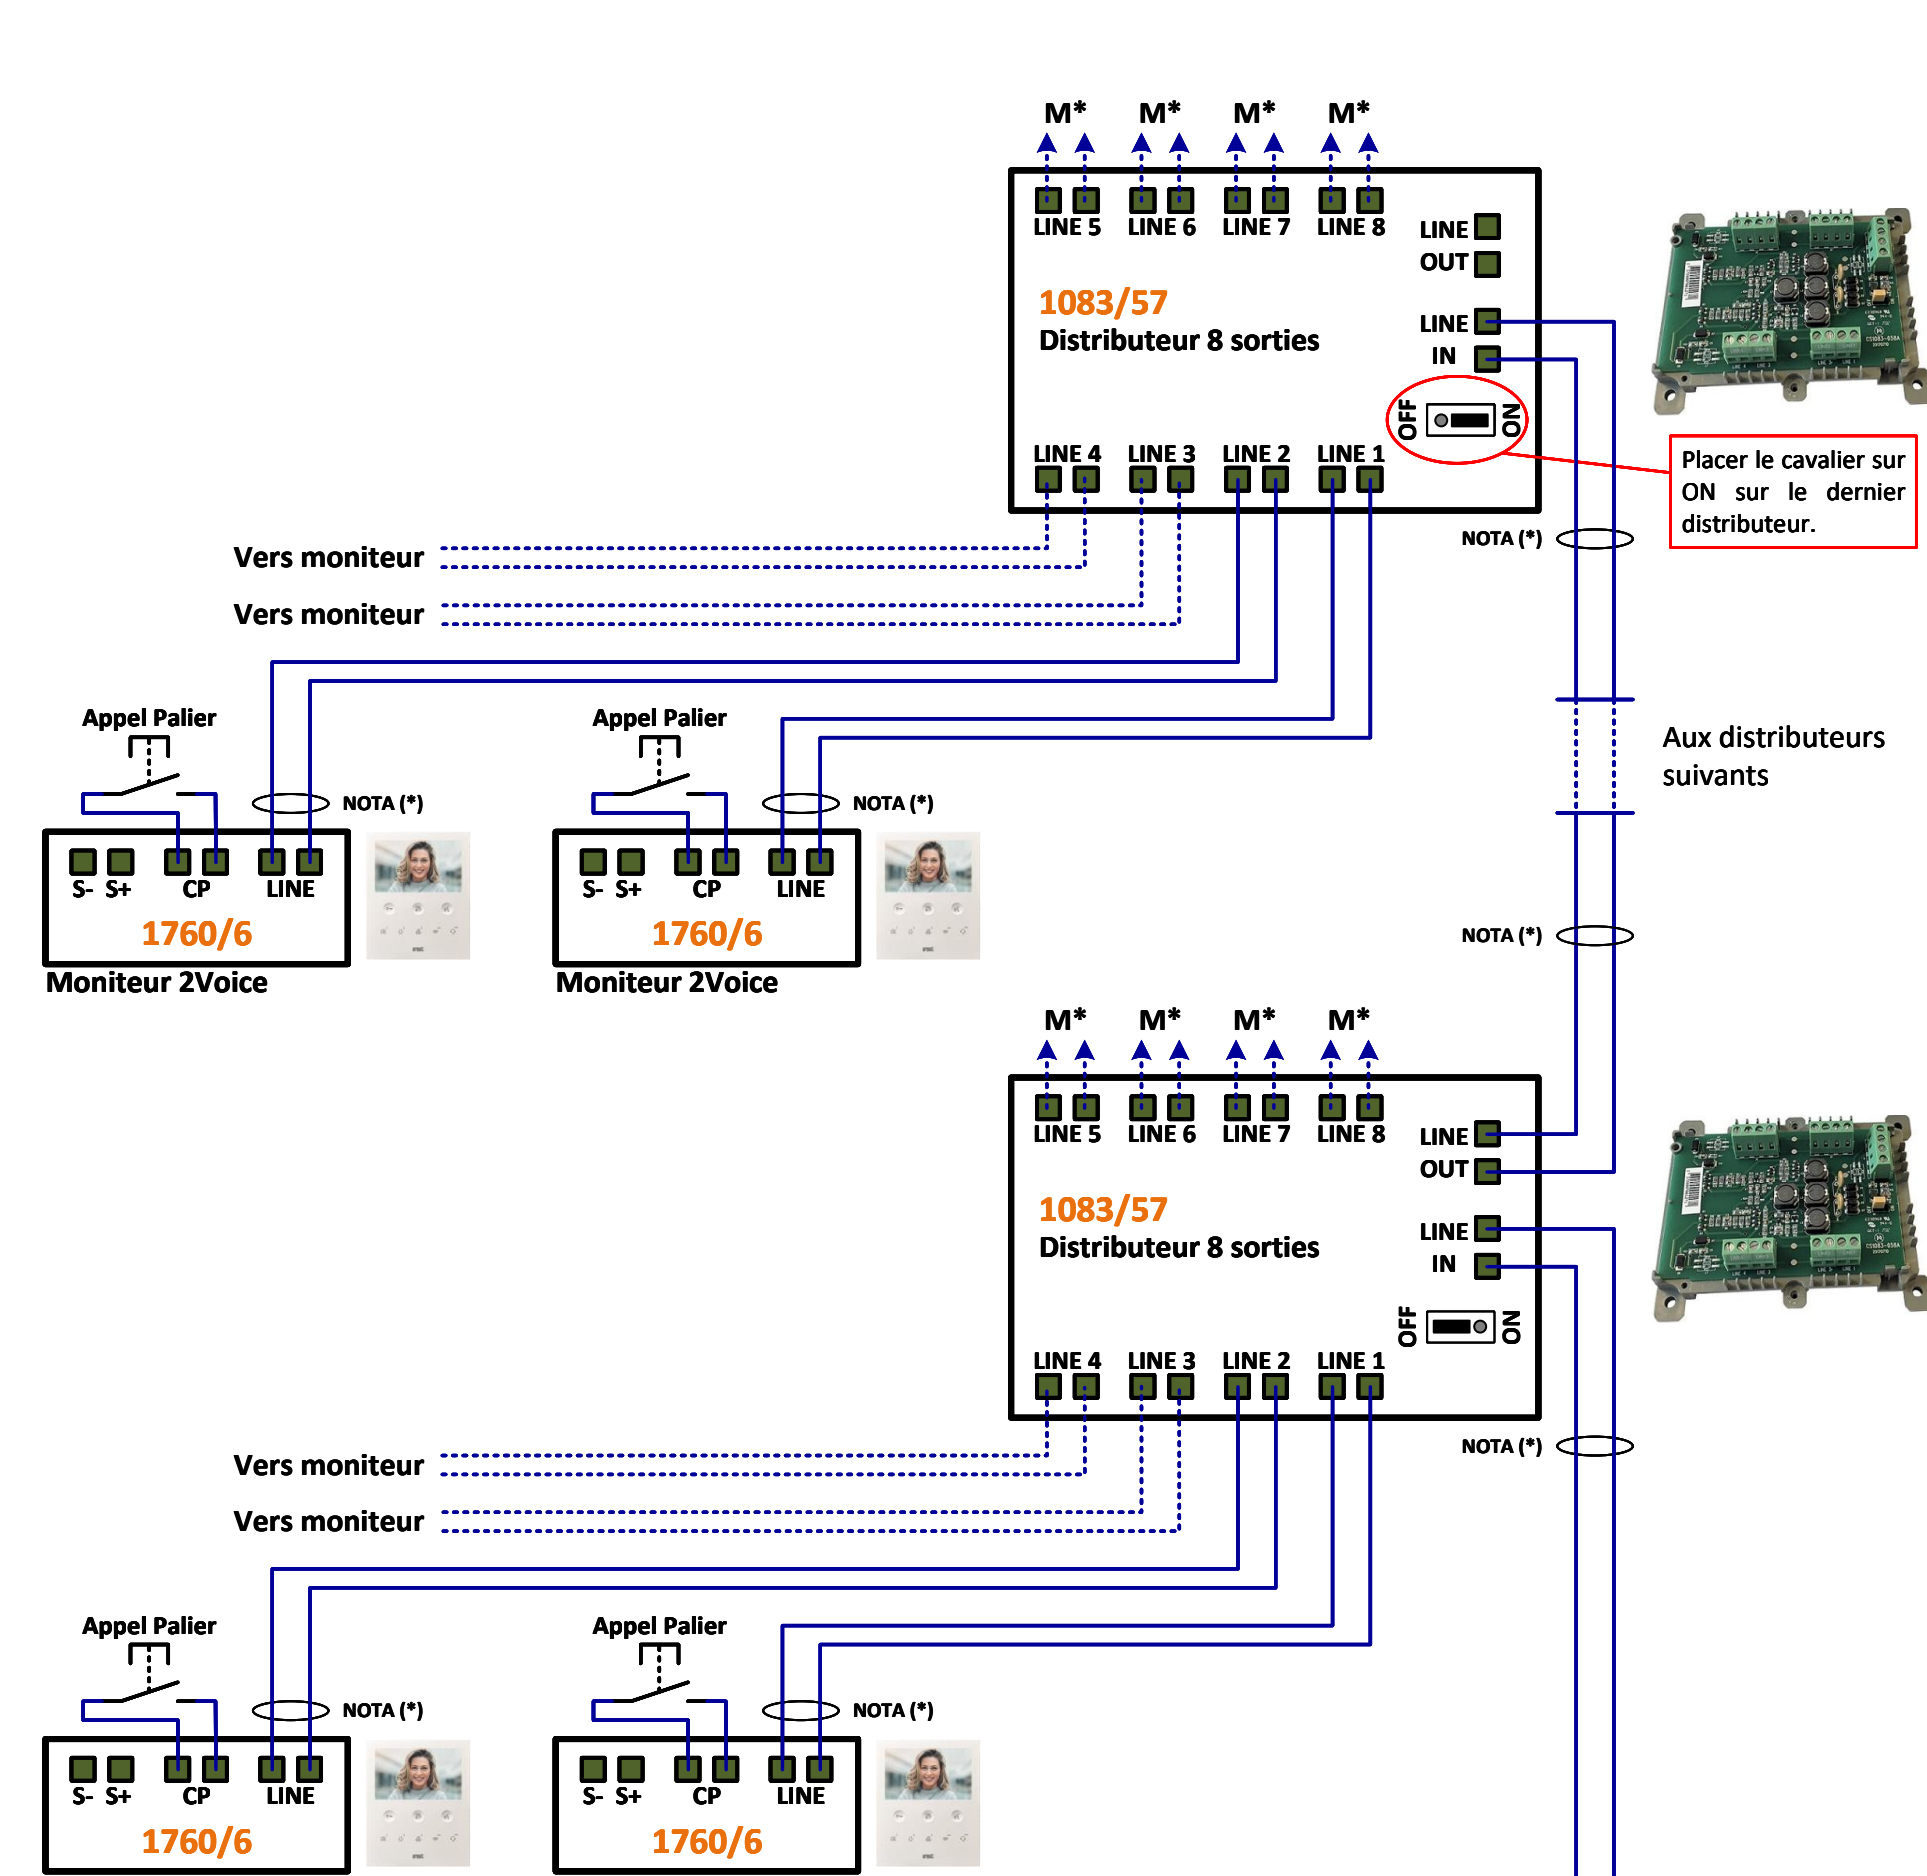 M* M* M* M*
LINE 5 LINE 6 LINE 7 LINE 8
LINE
OUT
1083/57
Distributeur 8 sorties
LINE
IN
OFF ON
LINE 4 LINE 3 LINE 2 LINE 1
Placer le cavalier sur
ON sur le dernier
distributeur.
NOTA (*)
Vers moniteur
Vers moniteur
Appel Palier Appel Palier
Aux distributeurs
suivants
NOTA (*) NOTA (*)
S- S+ CP LINE S- S+ CP LINE
1760/6 1760/6
NOTA (*)
Moniteur 2Voice Moniteur 2Voice
M* M* M* M*
LINE 5 LINE 6 LINE 7 LINE 8
LINE
OUT
1083/57
Distributeur 8 sorties
LINE
IN
OFF ON
LINE 4 LINE 3 LINE 2 LINE 1
NOTA (*)
Vers moniteur
Vers moniteur
Appel Palier Appel Palier
NOTA (*) NOTA (*)
S- S+ CP LINE S- S+ CP LINE
1760/6 1760/6